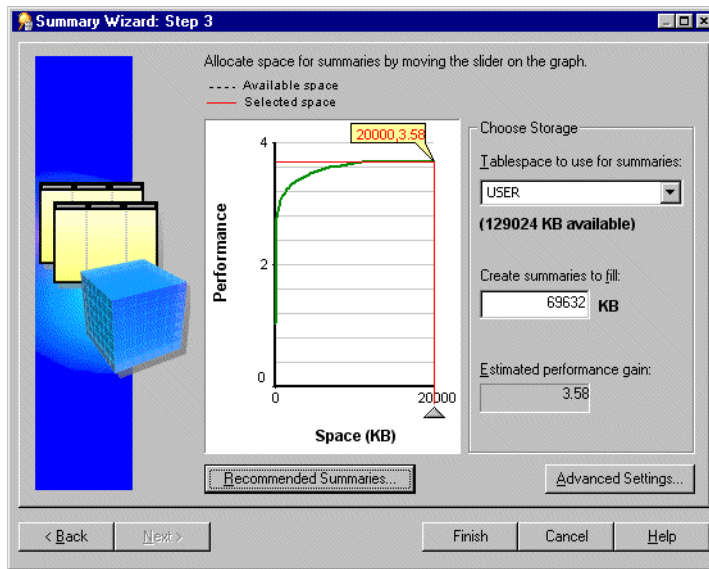 Summary Wizard: Step 3
Allocate space for summaries by moving the slider on the graph.
Available space
Selected space
20000,3.58
4
2
0
Performance
0
20000
Space (KB)
Choose Storage
Tablespace to use for summaries:
USER
(129024 KB available)
Create summaries to fill:
69632 KB
Estimated performance gain:
3.58
Recommended Summaries...
Advanced Settings...
< Back
Next >
Finish
Cancel
Help